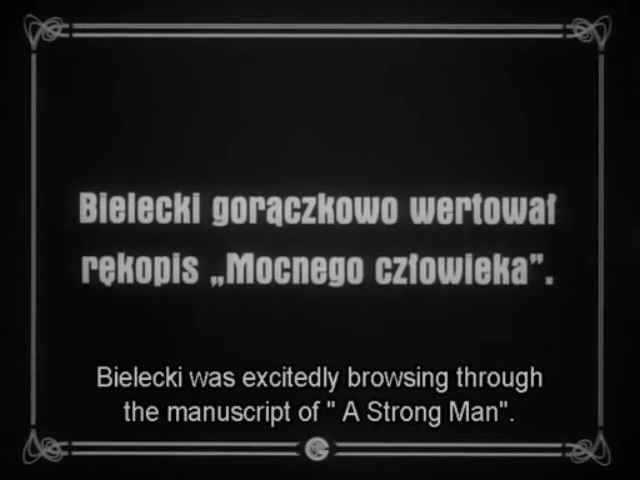 Bielecki gorączkowo wertował
rękopis „Mocnego człowieka”.
Bielecki was excitedly browsing through
the manuscript of " A Strong Man".